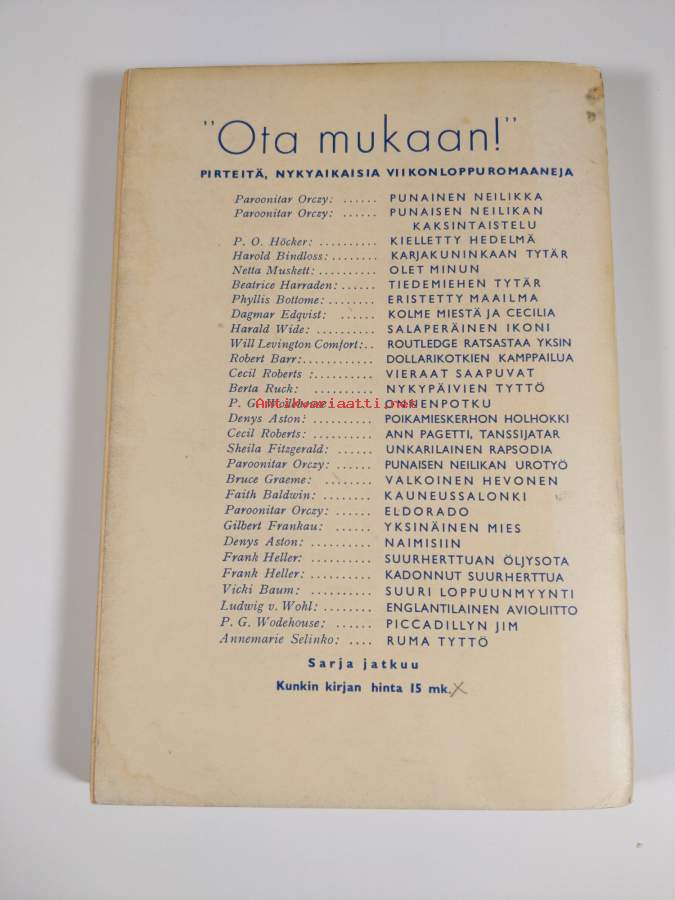 "Ota mukaan!"
PIRTEITÄ, NYKYAIKAISIA VIIKONLOPPUROMAANEJA
Paroonitar Orczy: ...... PUNAINEN NEILIKKA
Paroonitar Orczy: ...... PUNAISEN NEILIKAN
KAKSINTAISTELU
P. O. Höcker: .......... KIELLETTY HEDELMÄ
Harold Bindloss: ......... KARJAKUNINKAAN TYTÄR
Netta Muskett: .......... OLET MINUN
Beatrice Harraden: ...... TIEDEMIEHEN TYTÄR
Phyllis Bottome: ........ ERISTETTY MAAILMA
Dagmar Edqvist: ...... KOLME MIESTÄ JA CECILIA
Harald Wide: .......... SALAPERÄINEN IKONI
Will Levington Comfort: .. ROUTLEDGE RATSASTAA YKSIN
Robert Barr: ........... DOLLARIKOTKIEN KAMPPAILUA
Cecil Roberts : ......... VIERAAT SAAPUVAT
Berta Ruck: .......... NYKYPÄIVIEN TYTTÖ
P. G. Wodehouse: ONNENPOTKU
Antikvariaatti.net
Denys Aston: .......... POIKAMIESKERHON HOLHOKKI
Cecil Roberts: .......... ANN PAGETTI, TANSSIJATAR
Sheila Fitzgerald: ...... UNKARILAINEN RAPSODIA
Paroonitar Orczy: ...... PUNAISEN NEILIKAN UROTYÖ
Bruce Graeme: ........ VALKOINEN HEVONEN
Faith Baldwin: ......... KAUNEUSSALONKI
Paroonitar Orczy: ...... ELDORADO
Gilbert Frankau: ...... YKSINÄINEN MIES
Denys Aston: .......... NAIMISIIN
Frank Heller: .......... SUURHERTTUAN ÖLJYSOTA
Frank Heller: .......... KADONNUT SUURHERTTUA
Vicki Baum: .......... SUURI LOPPUUNMYYNTI
Ludwig v. Wohl: ........ ENGLANTILAINEN AVIOLIITTO
P. G. Wodehouse: ...... PICCADILLYN JIM
Annemarie Selinko: .... RUMA TYTTÖ
Sarja jatkuu
Kunkin kirjan hinta 15 mk.